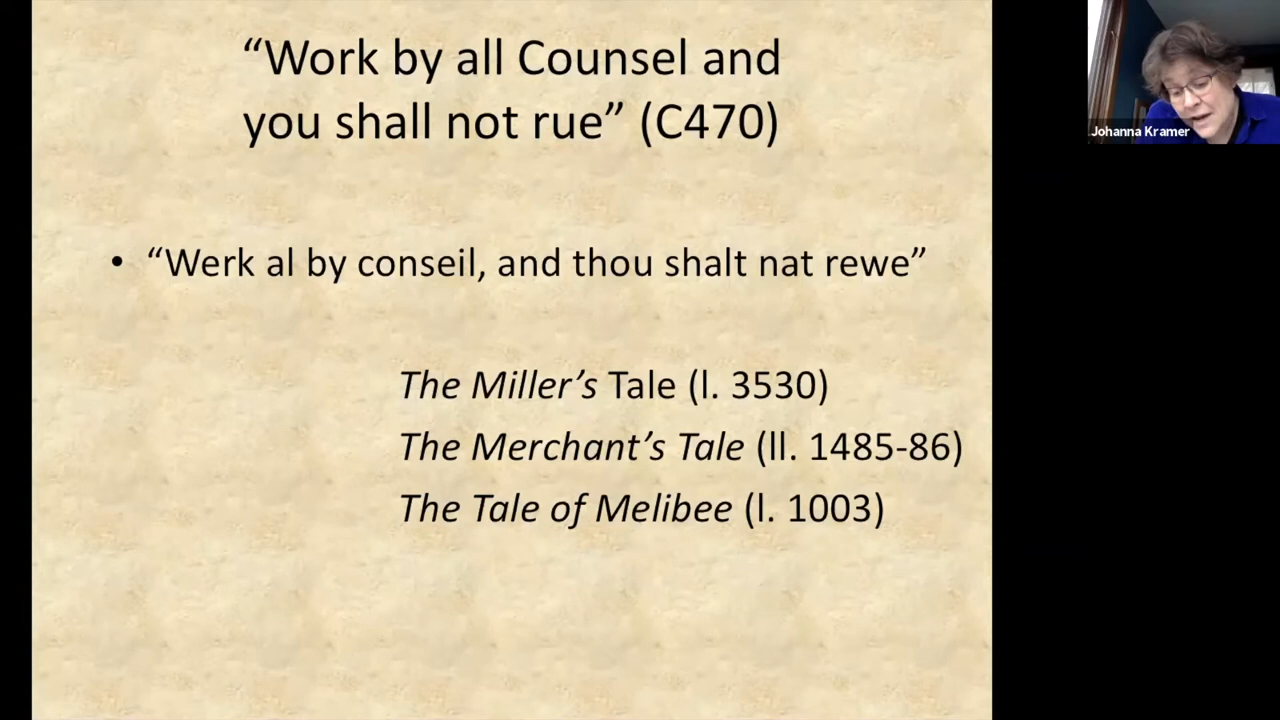 “Work by all Counsel and
you shall not rue” (C470)
• “Werk al by conseil, and thou shalt nat rewe”
The Miller’s Tale (l. 3530)
The Merchant’s Tale (ll. 1485-86)
The Tale of Melibee (l. 1003)
Johanna Kramer